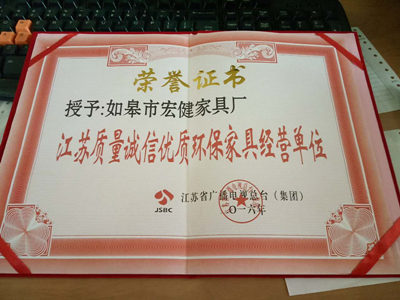 荣誉证书
授予:如皋市宏健家具厂
江苏质量诚信优质环保家具经营单位
JSBC
江苏省广播电视总台（集团）
二〇一六年